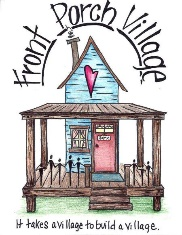 Front Porch Village
It takes a village to build a village.